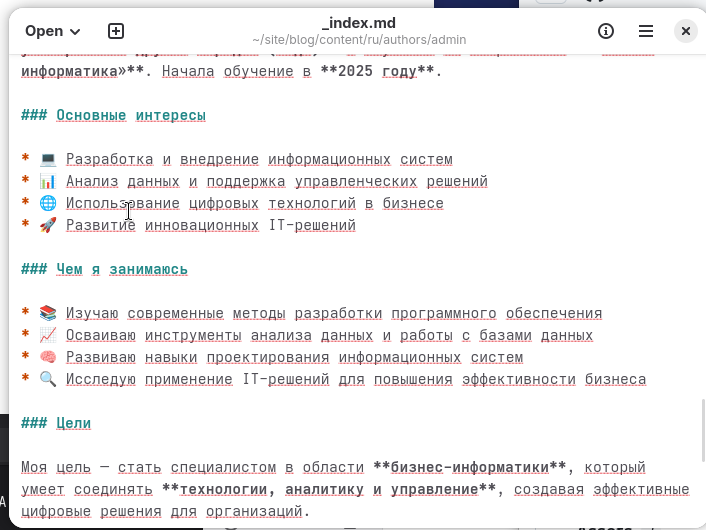 Open
_index.md
~/site/blog/content/ru/authors/admin
информатика»**. Начала обучение в **2025 году**.
### Основные интересы
* 💻 Разработка и внедрение информационных систем
* 📊 Анализ данных и поддержка управленческих решений
* 🌐 Использование цифровых технологий в бизнесе
* 🚀 Развитие инновационных IT-решений
### Чем я занимаюсь
* 📚 Изучаю современные методы разработки программного обеспечения
* 📈 Осваиваю инструменты анализа данных и работы с базами данных
* 🧠 Развиваю навыки проектирования информационных систем
* 🔍 Исследую применение IT-решений для повышения эффективности бизнеса
### Цели
Моя цель — стать специалистом в области **бизнес-информатики**, который
умеет соединять **технологии, аналитику и управление**, создавая эффективные
цифровые решения для организаций.